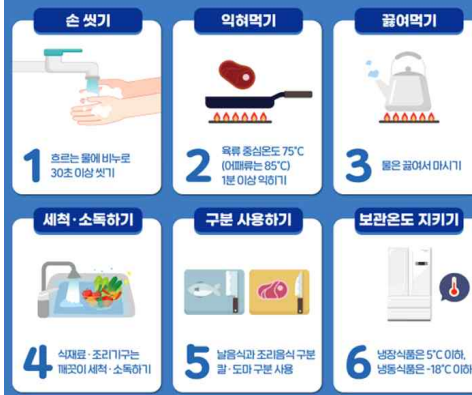 손 씻기
익혀먹기
끓여먹기
1
흐르는 물에 비누로
30초 이상 씻기
2
육류 중심온도 75℃
(어패류는 85℃)
1분 이상 익히기
3
물은 끓여서 마시기
세척·소독하기
구분 사용하기
보관온도 지키기
4
식재료·조리기구는
깨끗이 세척·소독하기
5
날음식과 조리음식 구분
칼·도마 구분 사용
6
냉장식품은 5℃ 이하,
냉동식품은 -18℃ 이하